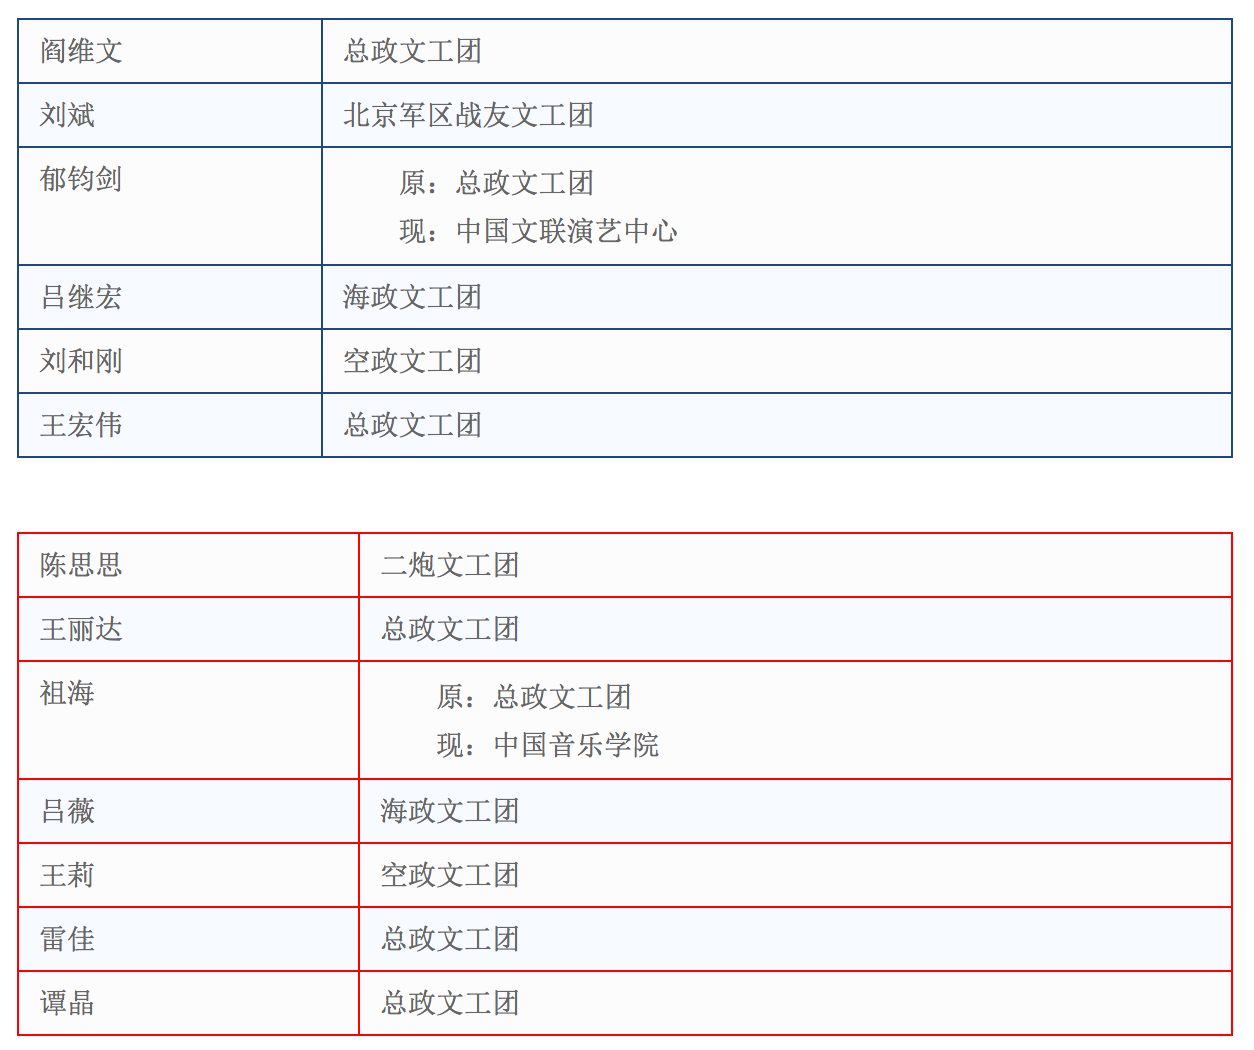 阎维文 总政文工团
刘斌 北京军区战友文工团
郁钧剑 原：总政文工团
现：中国文联演艺中心
吕继宏 海政文工团
刘和刚 空政文工团
王宏伟 总政文工团
陈思思 二炮文工团
王丽达 总政文工团
祖海 原：总政文工团
现：中国音乐学院
吕薇 海政文工团
王莉 空政文工团
雷佳 总政文工团
谭晶 总政文工团